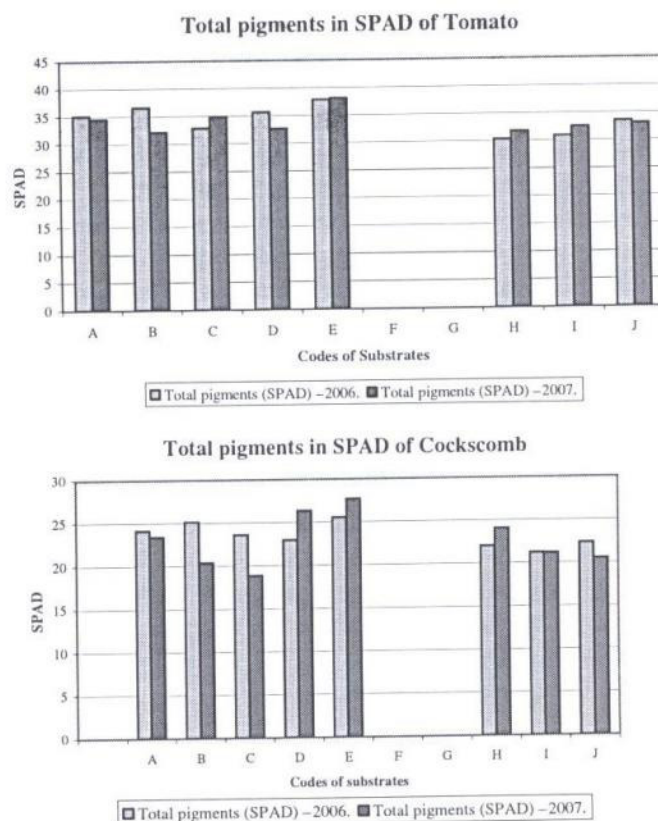 Total pigments in SPAD of Tomato
45
40
35
30
25
20
15
10
5
0
SPAD
A B C D E F G H I J
Codes of Substrates
Total pigments (SPAD) –2006. Total pigments (SPAD) –2007.
Total pigments in SPAD of Cockscomb
30
25
20
15
10
5
0
SPAD
A B C D E F G H I J
Codes of substrates
Total pigments (SPAD) –2006. Total pigments (SPAD) –2007.